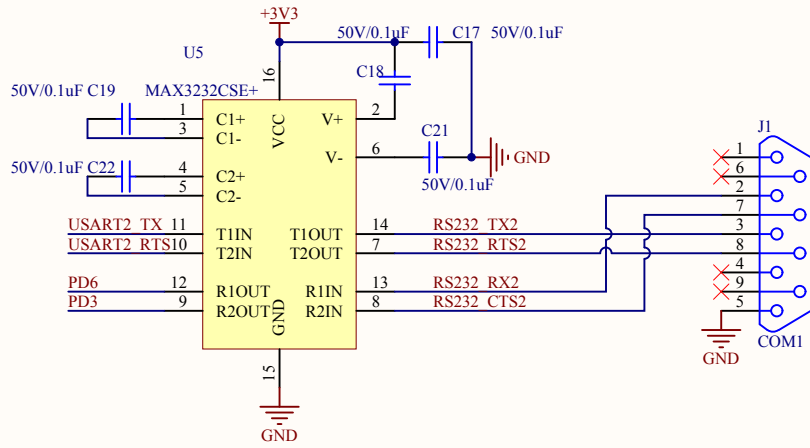 +3V3
50V/0.1uF C17 50V/0.1uF
U5
C18
16
50V/0.1uF C19 MAX3232CSE+
1 C1+ VCC V+ 2
3 C1-
C21
V- 6 GND
50V/0.1uF C22 4 C2+
50V/0.1uF
5 C2-
USART2_TX 11 T1IN T1OUT 14 RS232_TX2
USART2_RTS 10 T2IN T2OUT 7 RS232_RTS2
PD6 12 R1OUT R1IN 13 RS232_RX2
PD3 9 R2OUT R2IN 8 RS232_CTS2
GND
15
GND
J1
1
6
2
7
3
8
4
9
5
COM1
GND